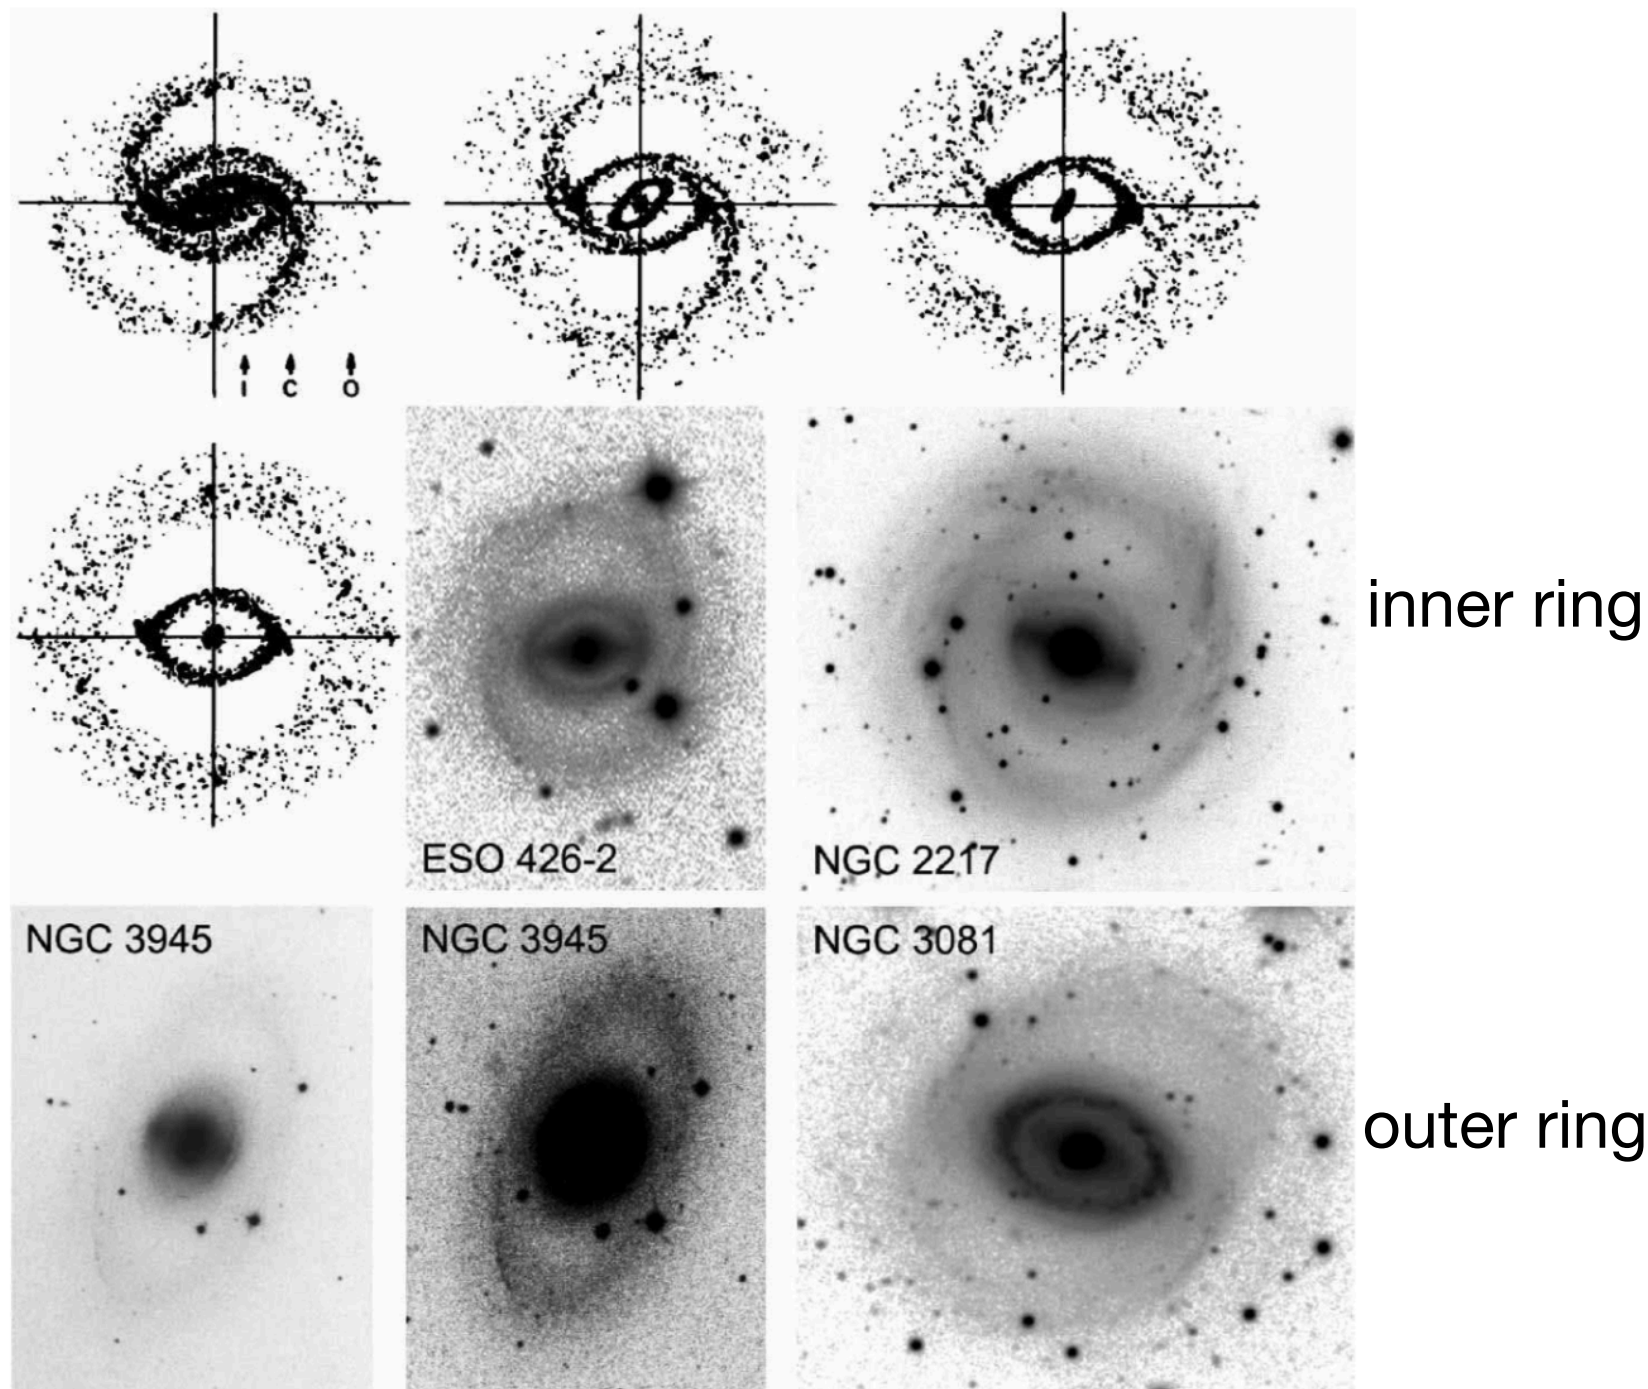 I C O
ESO 426-2
NGC 2217
inner ring
NGC 3945
NGC 3945
NGC 3081
outer ring